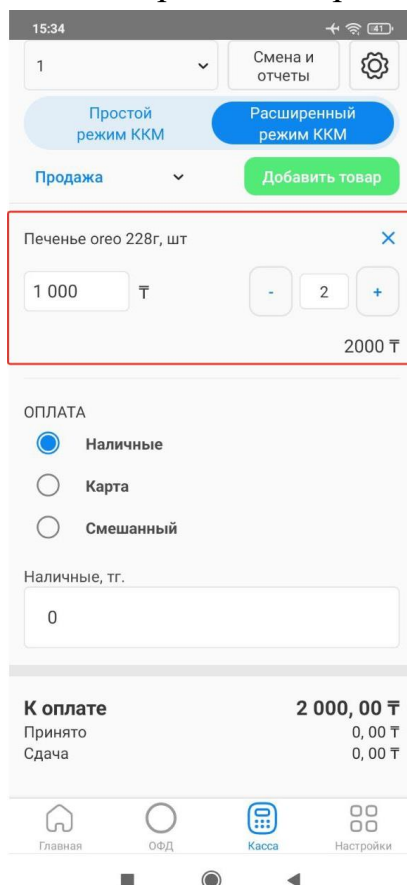 15:34
41
1
Смена и
отчеты
Простой
режим ККМ
Расширенный
режим ККМ
Продажа
Добавить товар
Печенье oreo 228г, шт
1 000 ₸
- 2 +
2000 ₸
ОПЛАТА
Наличные
Карта
Смешанный
Наличные, тг.
0
К оплате 2 000, 00 ₸
Принято 0, 00 ₸
Сдача 0, 00 ₸
Главная ОФД Касса Настройки